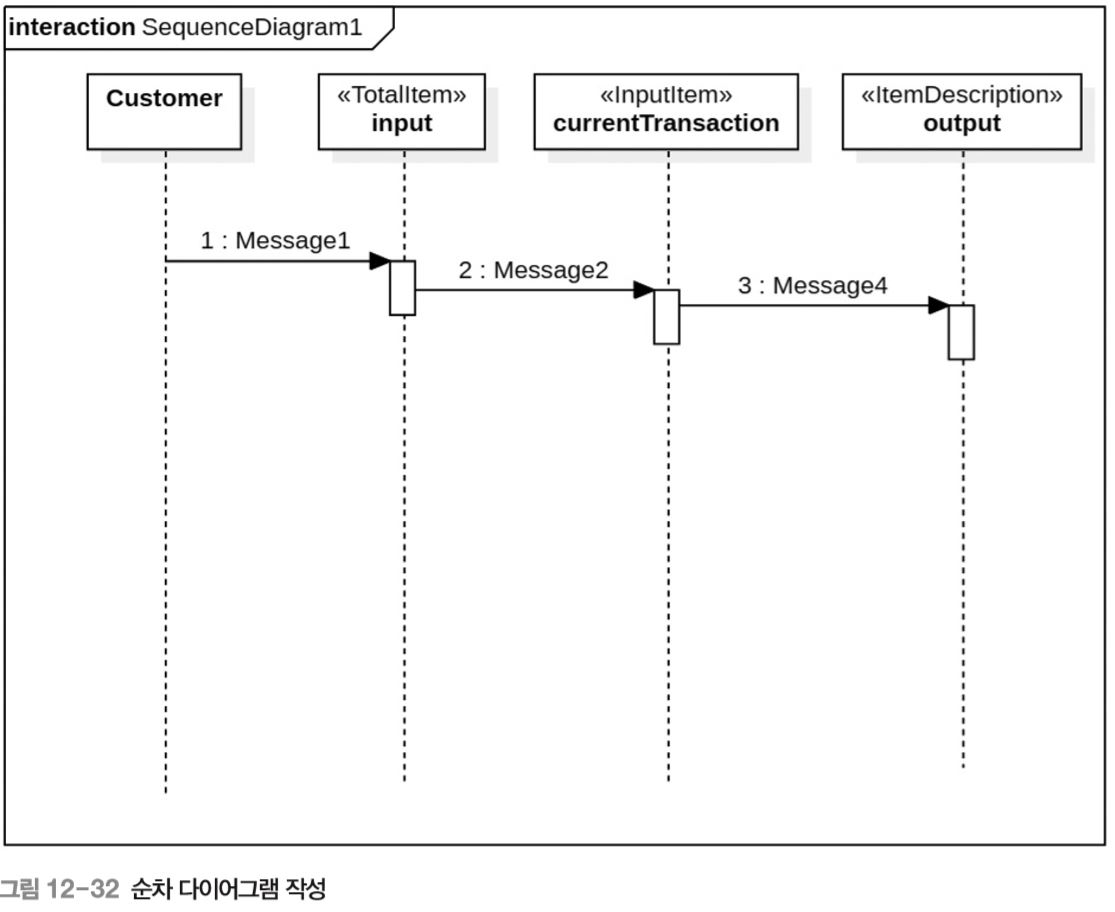 interaction SequenceDiagram1
Customer
«TotalItem»
input
«InputItem»
currentTransaction
«ItemDescription»
output
1 : Message1
2 : Message2
3 : Message4
그림 12-32 순차 다이어그램 작성